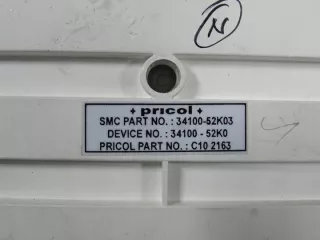 N
pricol
SMC PART NO. : 34100-52K03
DEVICE NO. : 34100 - 52K0
PRICOL PART NO. : C10 2163